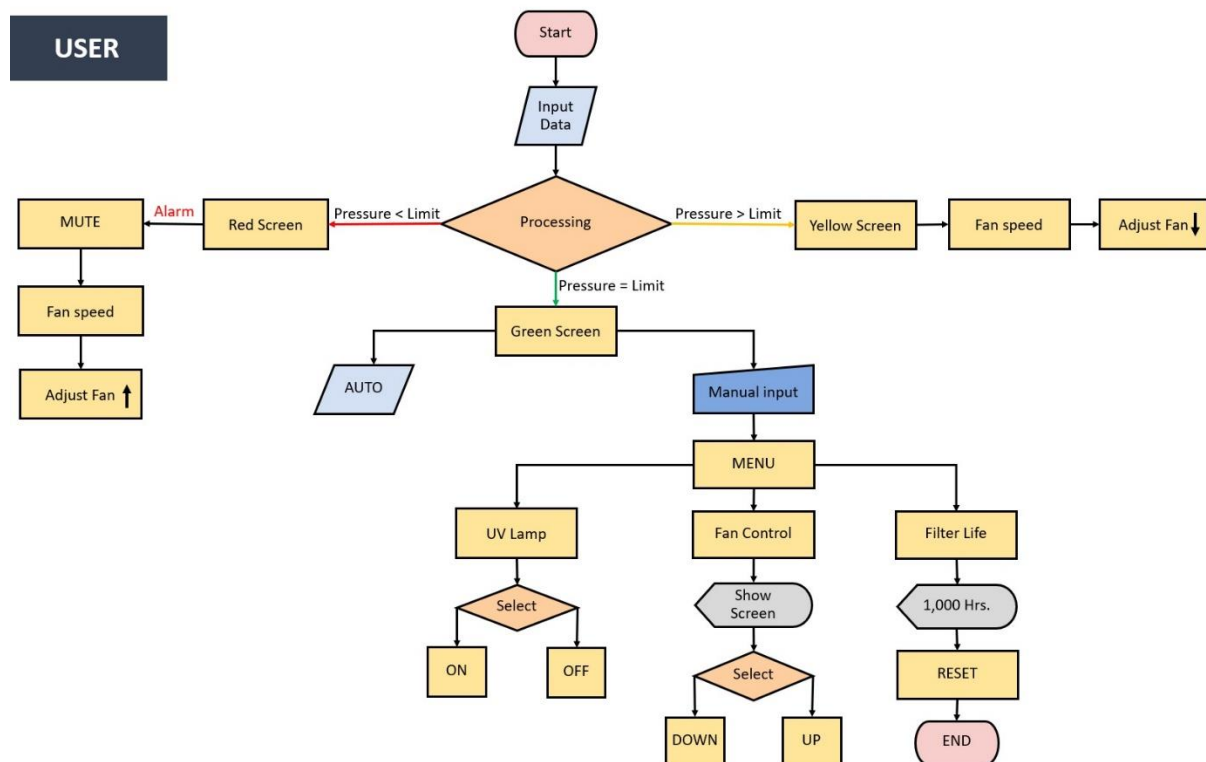 USER
Start
Input
Data
Processing
Pressure < Limit
Pressure > Limit
Pressure = Limit
Alarm
Red Screen
MUTE
Fan speed
Adjust Fan
Yellow Screen
Fan speed
Adjust Fan
Green Screen
AUTO
Manual input
MENU
UV Lamp
Fan Control
Filter Life
Select
Show
Screen
1,000 Hrs.
ON
OFF
Select
RESET
DOWN
UP
END